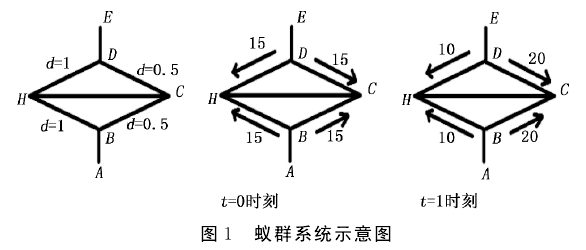 E E E
d=1 D d=0.5 15 D 15 10 D 20
H C H C H C
d=1 B d=0.5 15 B 15 10 B 20
A A A
t=0时刻 t=1时刻
图1 蚁群系统示意图